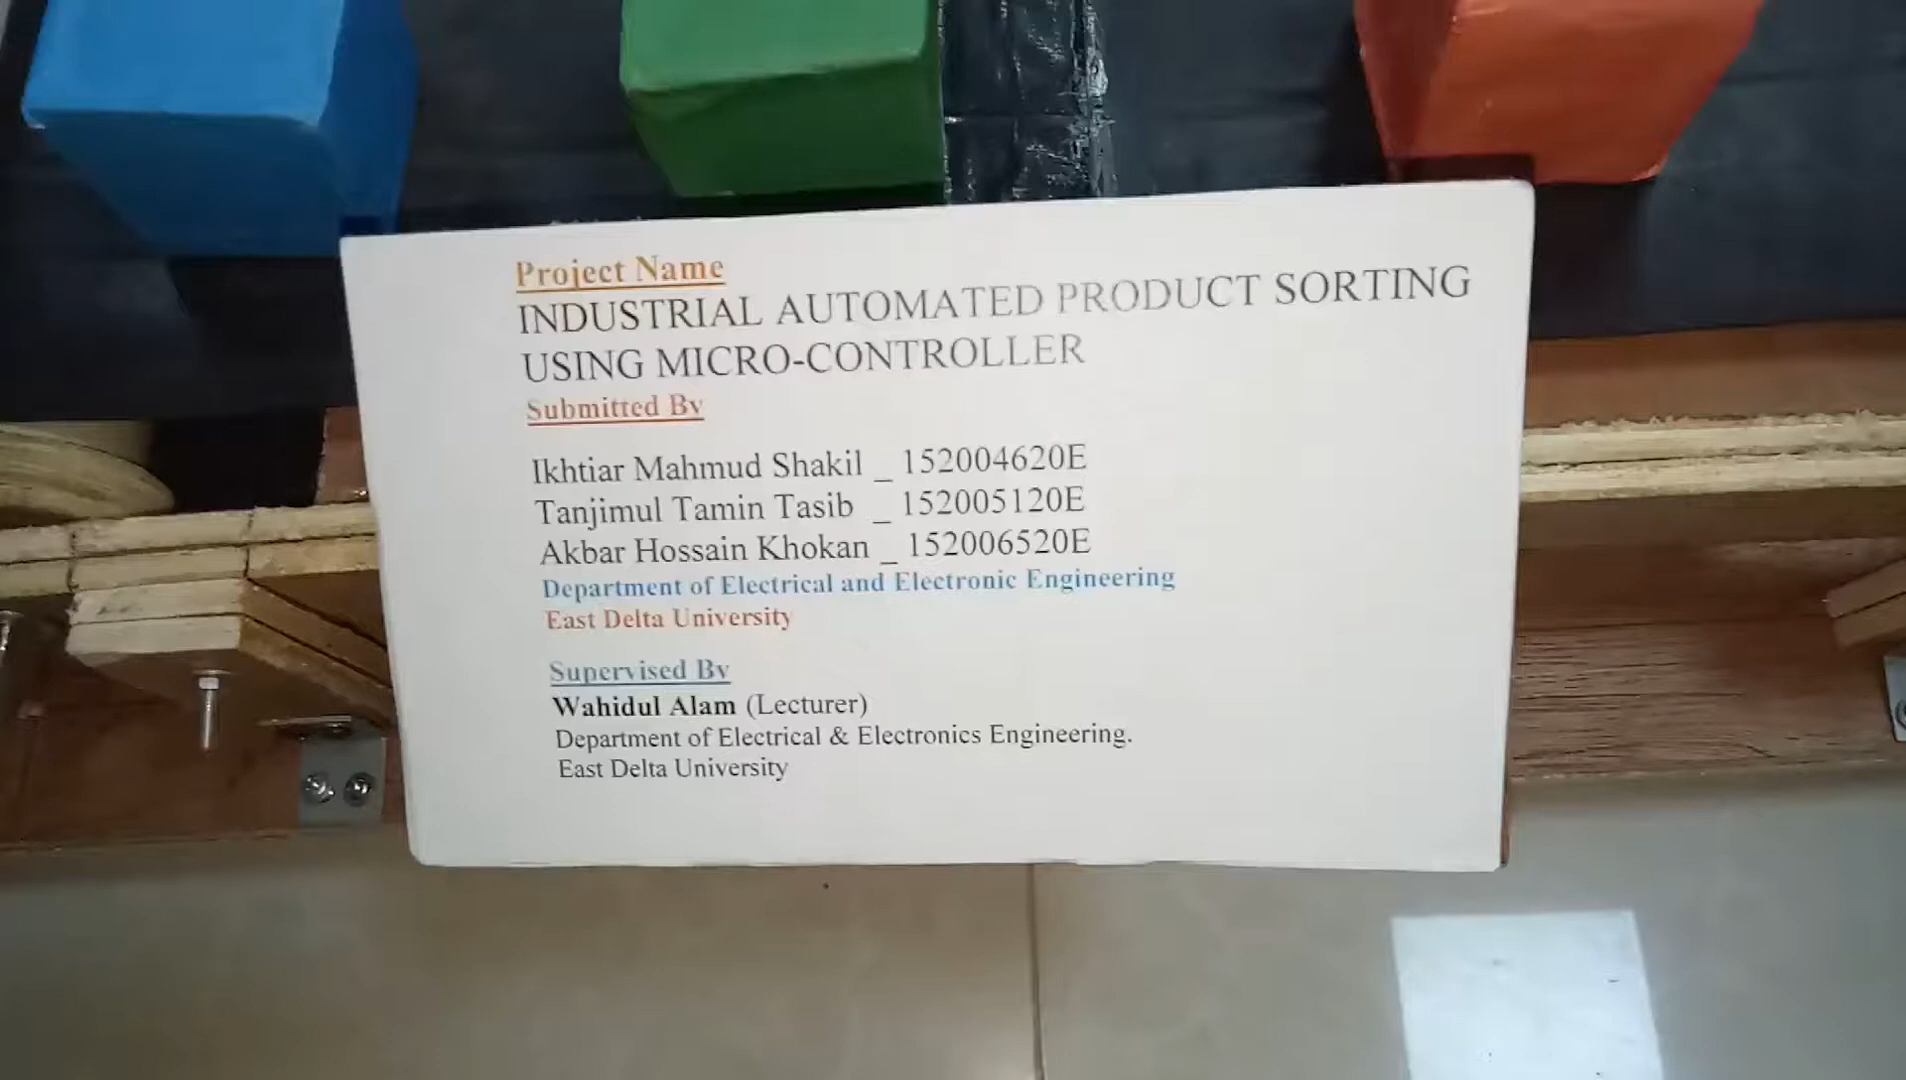 Project Name
INDUSTRIAL AUTOMATED PRODUCT SORTING
USING MICRO-CONTROLLER
Submitted By
Ikhtiar Mahmud Shakil _ 152004620E
Tanjimul Tamin Tasib _ 152005120E
Akbar Hossain Khokan _ 152006520E
Department of Electrical and Electronic Engineering
East Delta University
Supervised By
Wahidul Alam (Lecturer)
Department of Electrical & Electronics Engineering.
East Delta University